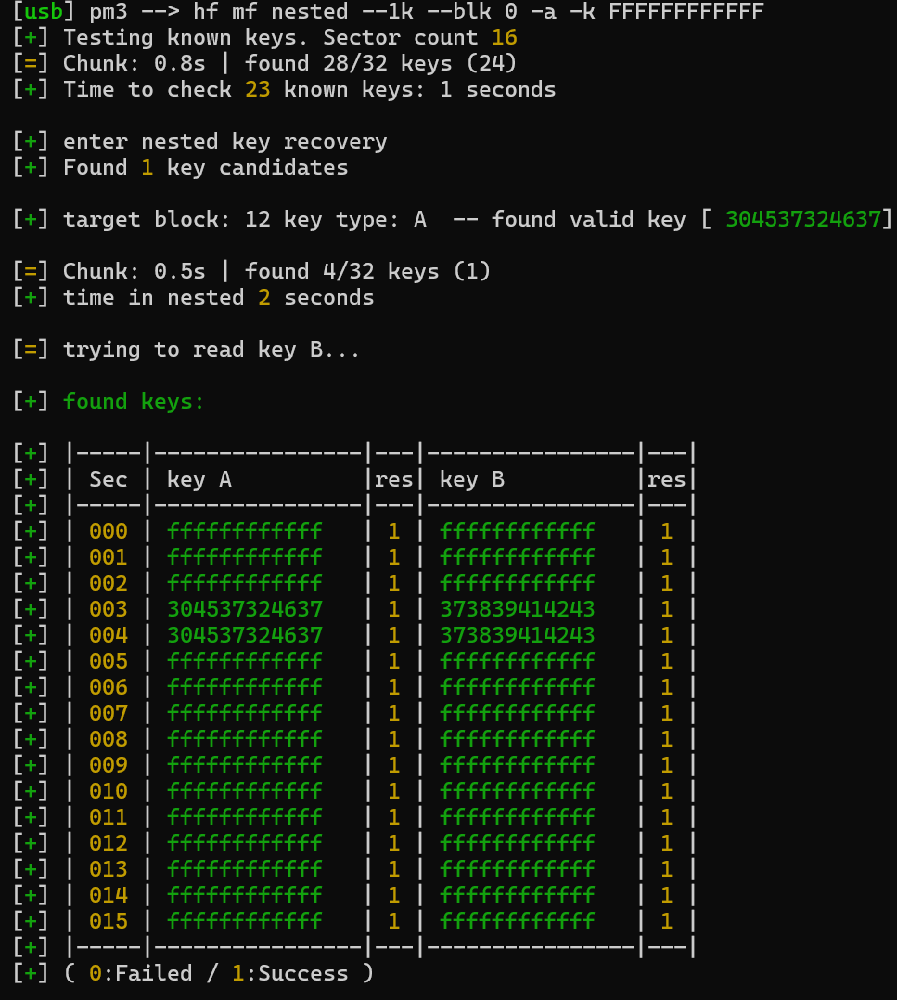 [usb] pm3 --> hf mf nested --1k --blk 0 -a -k FFFFFFFFFFFF
[+] Testing known keys. Sector count 16
[=] Chunk: 0.8s | found 28/32 keys (24)
[+] Time to check 23 known keys: 1 seconds
[+] enter nested key recovery
[+] Found 1 key candidates
[+] target block: 12 key type: A  -- found valid key [ 304537324637]
[=] Chunk: 0.5s | found 4/32 keys (1)
[+] time in nested 2 seconds
[=] trying to read key B...
[+] found keys:
[+] |-----|----------------|---|----------------|---|
[+] | Sec | key A          |res| key B          |res|
[+] |-----|----------------|---|----------------|---|
[+] | 000 | ffffffffffff   | 1 | ffffffffffff   | 1 |
[+] | 001 | ffffffffffff   | 1 | ffffffffffff   | 1 |
[+] | 002 | ffffffffffff   | 1 | ffffffffffff   | 1 |
[+] | 003 | 304537324637   | 1 | 373839414243   | 1 |
[+] | 004 | 304537324637   | 1 | 373839414243   | 1 |
[+] | 005 | ffffffffffff   | 1 | ffffffffffff   | 1 |
[+] | 006 | ffffffffffff   | 1 | ffffffffffff   | 1 |
[+] | 007 | ffffffffffff   | 1 | ffffffffffff   | 1 |
[+] | 008 | ffffffffffff   | 1 | ffffffffffff   | 1 |
[+] | 009 | ffffffffffff   | 1 | ffffffffffff   | 1 |
[+] | 010 | ffffffffffff   | 1 | ffffffffffff   | 1 |
[+] | 011 | ffffffffffff   | 1 | ffffffffffff   | 1 |
[+] | 012 | ffffffffffff   | 1 | ffffffffffff   | 1 |
[+] | 013 | ffffffffffff   | 1 | ffffffffffff   | 1 |
[+] | 014 | ffffffffffff   | 1 | ffffffffffff   | 1 |
[+] | 015 | ffffffffffff   | 1 | ffffffffffff   | 1 |
[+] |-----|----------------|---|----------------|---|
[+] ( 0:Failed / 1:Success )